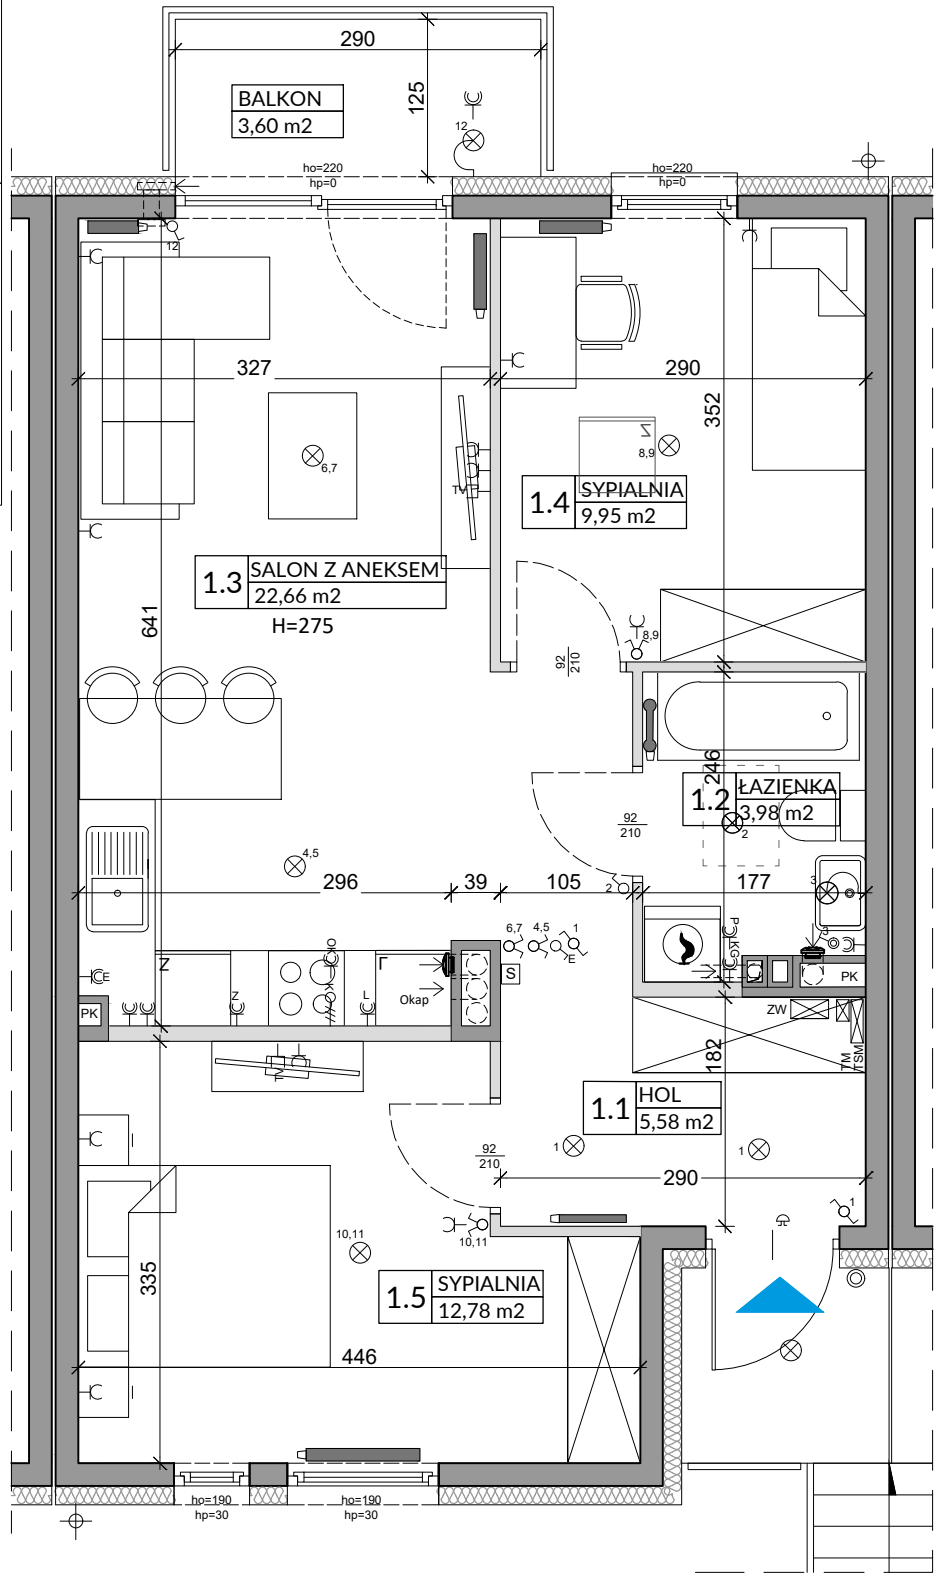 290
125
BALKON
3,60 m2
12
ho=220
hp=0
ho=220
hp=0
12
327
290
352
6,7
8,9
TV
1.4 SYPIALNIA
9,95 m2
1.3 SALON Z ANEKSEM
22,66 m2
H=275
641
8,9
92
210
246
1.2 ŁAZIENKA
3,98 m2
2
92
210
4,5
296
39
105
177
2
3
6,7
4,5
1
E
3
S
Z
Z
L
Okap
E
PK
PK
ZW
TM
TSM
182
1.1 HOL
5,58 m2
1
1
92
210
290
1
10,11
10,11
335
1.5 SYPIALNIA
12,78 m2
446
ho=190
hp=30
ho=190
hp=30